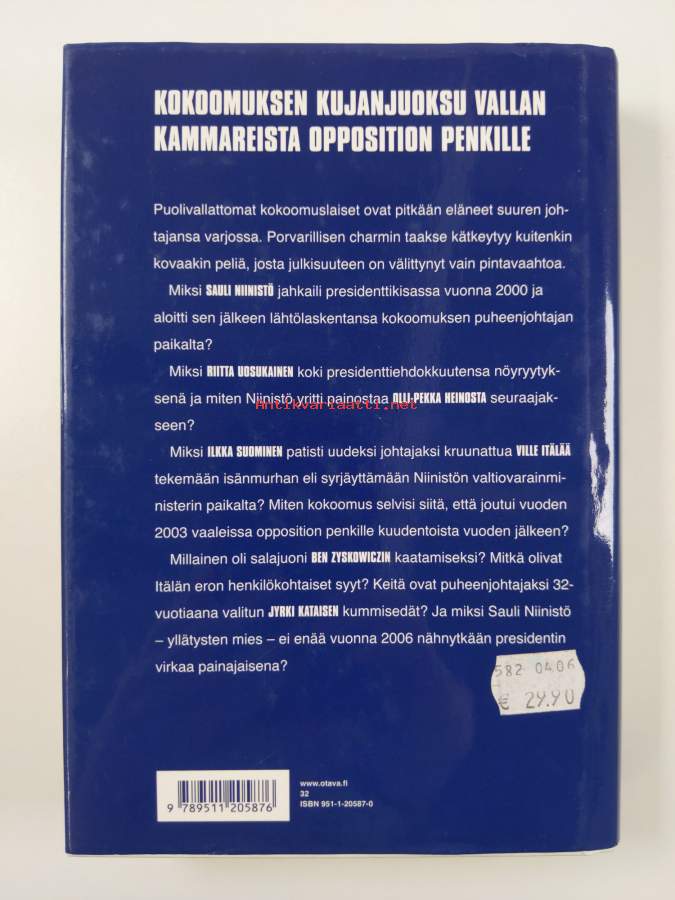 KOKOOMUKSEN KUJANJUOKSU VALLAN
KAMMAREISTA OPPOSITION PENKILLE
Puolivallattomat kokoomuslaiset ovat pitkään eläneet suuren joh-
tajansa varjossa. Porvarillisen charmin taakse kätkeytyy kuitenkin
kovaakin peliä, josta julkisuuteen on välittynyt vain pintavaahtoa.
Miksi SAULI NIINISTÖ jahkaili presidenttikisassa vuonna 2000 ja
aloitti sen jälkeen lähtölaskentansa kokoomuksen puheenjohtajan
paikalta?
Miksi RIITTA UOSUKAINEN koki presidenttiehdokkuutensa nöyryytyk-
senä ja miten Niinistö yritti painostaa OLLI-PEKKA HEINOSTA seuraajak-
Antikvariaatti.net
seen?
Miksi ILKKA SUOMINEN patisti uudeksi johtajaksi kruunattua VILLE ITÄLÄÄ
tekemään isänmurhan eli syrjäyttämään Niinistön valtiovarainmi-
nisterin paikalta? Miten kokoomus selvisi siitä, että joutui vuoden
2003 vaaleissa opposition penkille kuudentoista vuoden jälkeen?
Millainen oli salajuoni BEN ZYSKOWICZIN kaatamiseksi? Mitkä olivat
Itälän eron henkilökohtaiset syyt? Keitä ovat puheenjohtajaksi 32-
vuotiaana valitun JYRKI KATAISEN kummisedät? Ja miksi Sauli Niinistö
– yllätysten mies – ei enää vuonna 2006 nähnytkään presidentin
virkaa painajaisena?
582 04.06
€ 29.90
www.otava.fi
32
ISBN 951-1-20587-0
9 789511 205876